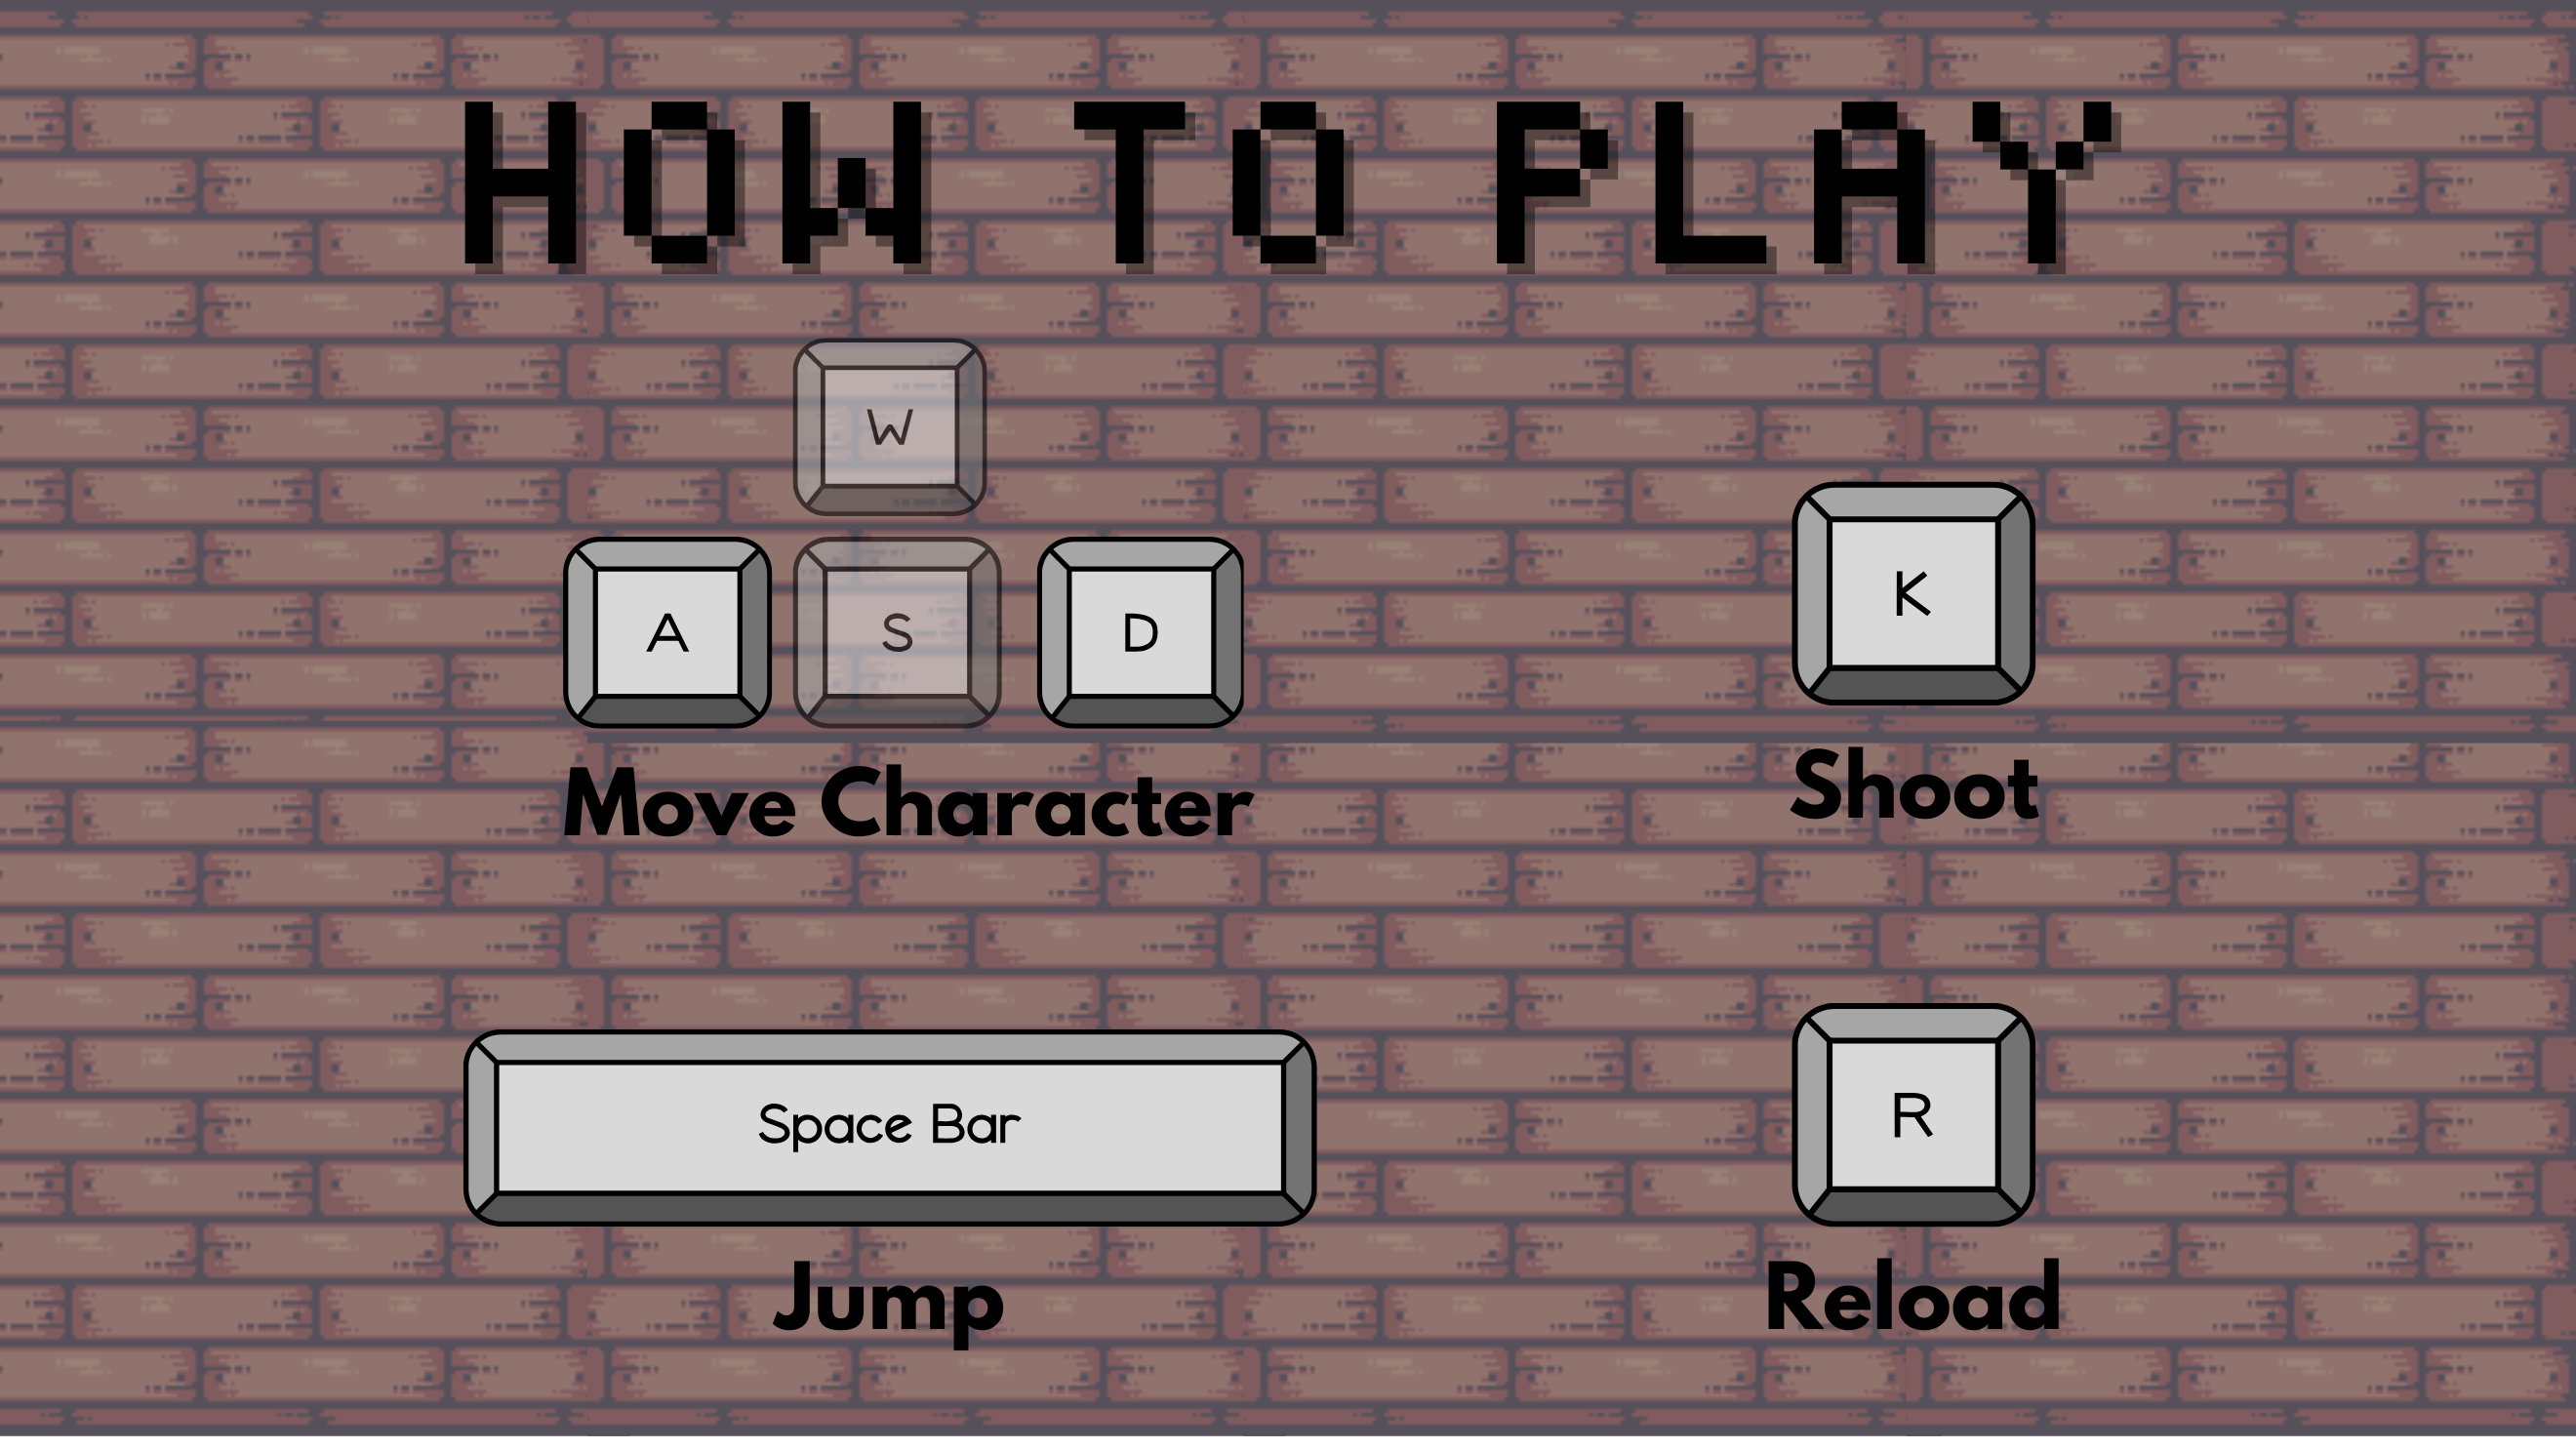 HOW TO PLAY
W
A S D
Move Character
K
Shoot
Space Bar
Jump
R
Reload